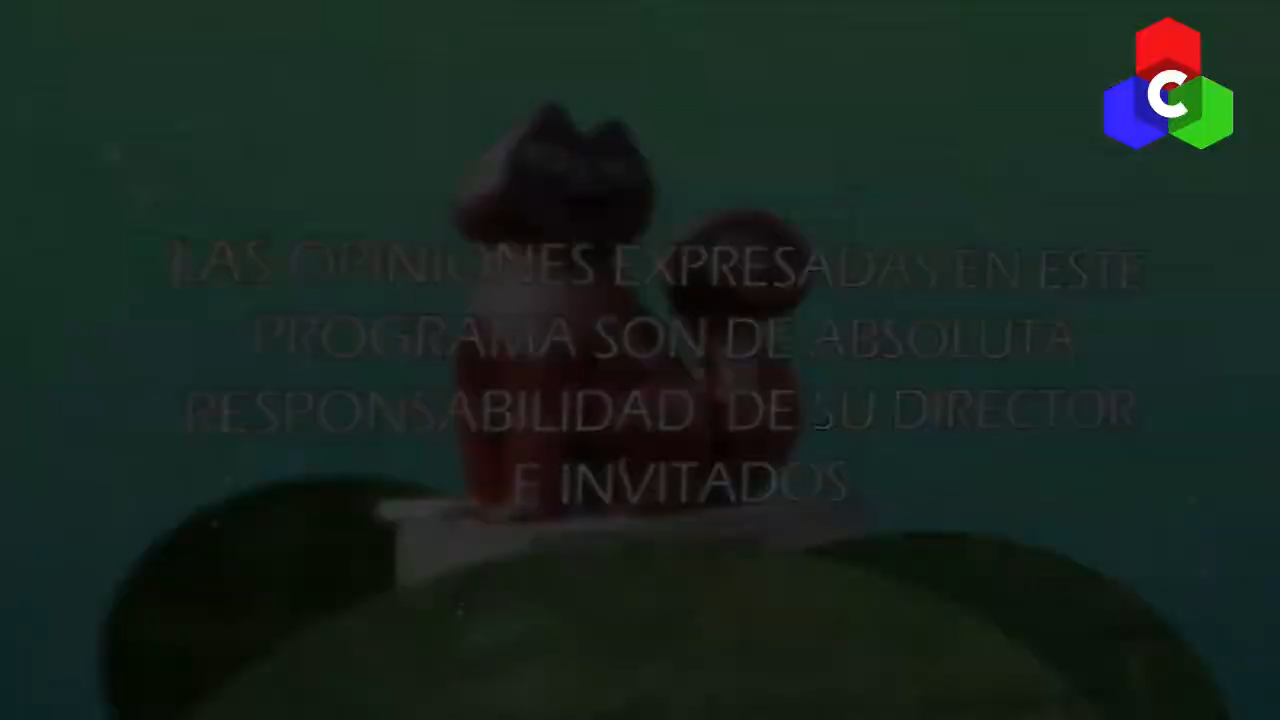 C
LAS OPINIONES EXPRESADAS EN ESTE
PROGRAMA SON DE ABSOLUTA
RESPONSABILIDAD DE SU DIRECTOR
E INVITADOS